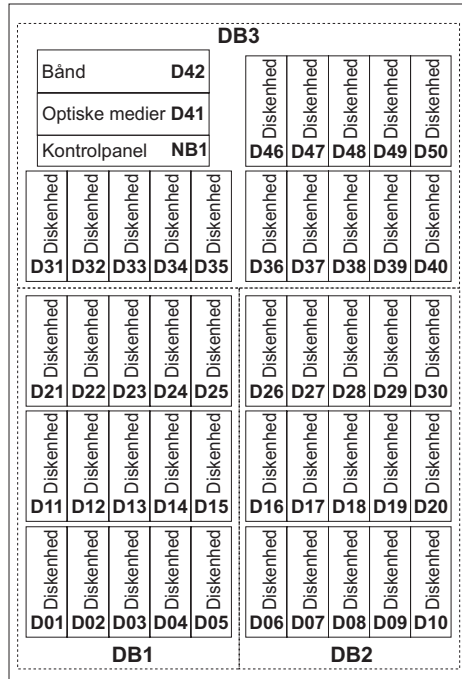 DB3
Bånd D42
Optiske medier D41
Kontrolpanel NB1
Diskenhed Diskenhed Diskenhed Diskenhed Diskenhed
D46 D47 D48 D49 D50
Diskenhed Diskenhed Diskenhed Diskenhed Diskenhed
D31 D32 D33 D34 D35
Diskenhed Diskenhed Diskenhed Diskenhed Diskenhed
D36 D37 D38 D39 D40
Diskenhed Diskenhed Diskenhed Diskenhed Diskenhed
D21 D22 D23 D24 D25
Diskenhed Diskenhed Diskenhed Diskenhed Diskenhed
D26 D27 D28 D29 D30
Diskenhed Diskenhed Diskenhed Diskenhed Diskenhed
D11 D12 D13 D14 D15
Diskenhed Diskenhed Diskenhed Diskenhed Diskenhed
D16 D17 D18 D19 D20
Diskenhed Diskenhed Diskenhed Diskenhed Diskenhed
D01 D02 D03 D04 D05
Diskenhed Diskenhed Diskenhed Diskenhed Diskenhed
D06 D07 D08 D09 D10
DB1
DB2